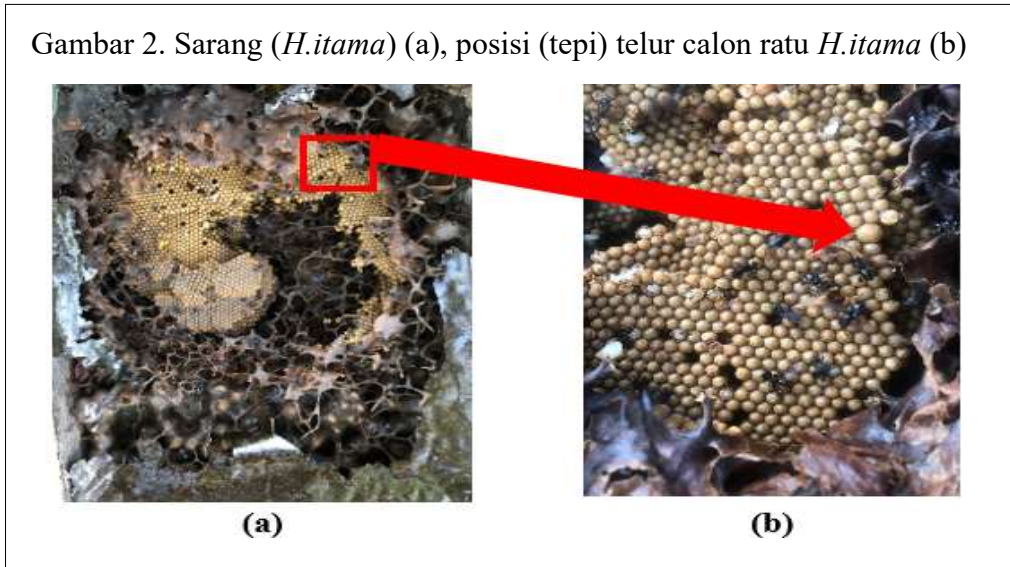 Gambar 2. Sarang (H.itama) (a), posisi (tepi) telur calon ratu H.itama (b)
(a)
(b)